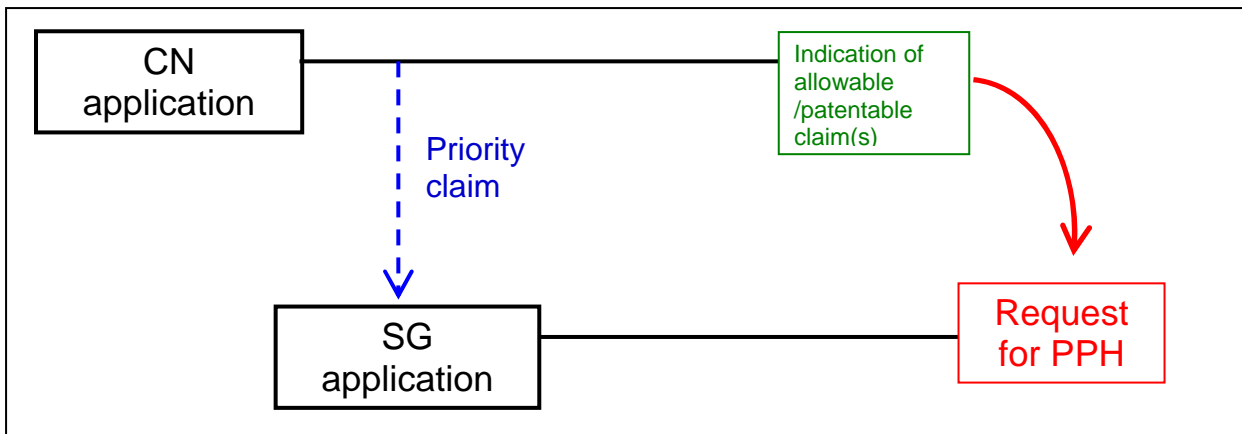 CN
application
Indication of
allowable
/patentable
claim(s)
Priority
claim
SG
application
Request
for PPH